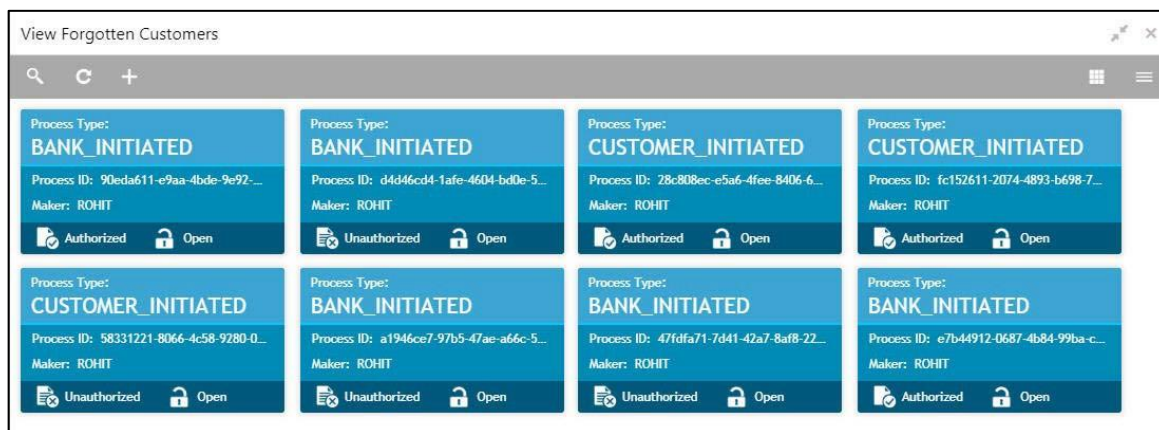 View Forgotten Customers
Process Type:
BANK_INITIATED
Process ID: 90eda611-e9aa-4bde-9e92-...
Maker: ROHIT
Authorized Open
Process Type:
BANK_INITIATED
Process ID: d4d46cd4-1afe-4604-bd0e-5...
Maker: ROHIT
Unauthorized Open
Process Type:
CUSTOMER_INITIATED
Process ID: 28c808ec-e5a6-4fee-8406-6...
Maker: ROHIT
Authorized Open
Process Type:
CUSTOMER_INITIATED
Process ID: fc152611-2074-4893-b698-7...
Maker: ROHIT
Authorized Open
Process Type:
CUSTOMER_INITIATED
Process ID: 58331221-8066-4c58-9280-0...
Maker: ROHIT
Unauthorized Open
Process Type:
BANK_INITIATED
Process ID: a1946ce7-97b5-47ae-a66c-5...
Maker: ROHIT
Unauthorized Open
Process Type:
BANK_INITIATED
Process ID: 47fdfa71-7d41-42a7-8af8-22...
Maker: ROHIT
Unauthorized Open
Process Type:
BANK_INITIATED
Process ID: e7b44912-0687-4b84-99ba-c...
Maker: ROHIT
Authorized Open